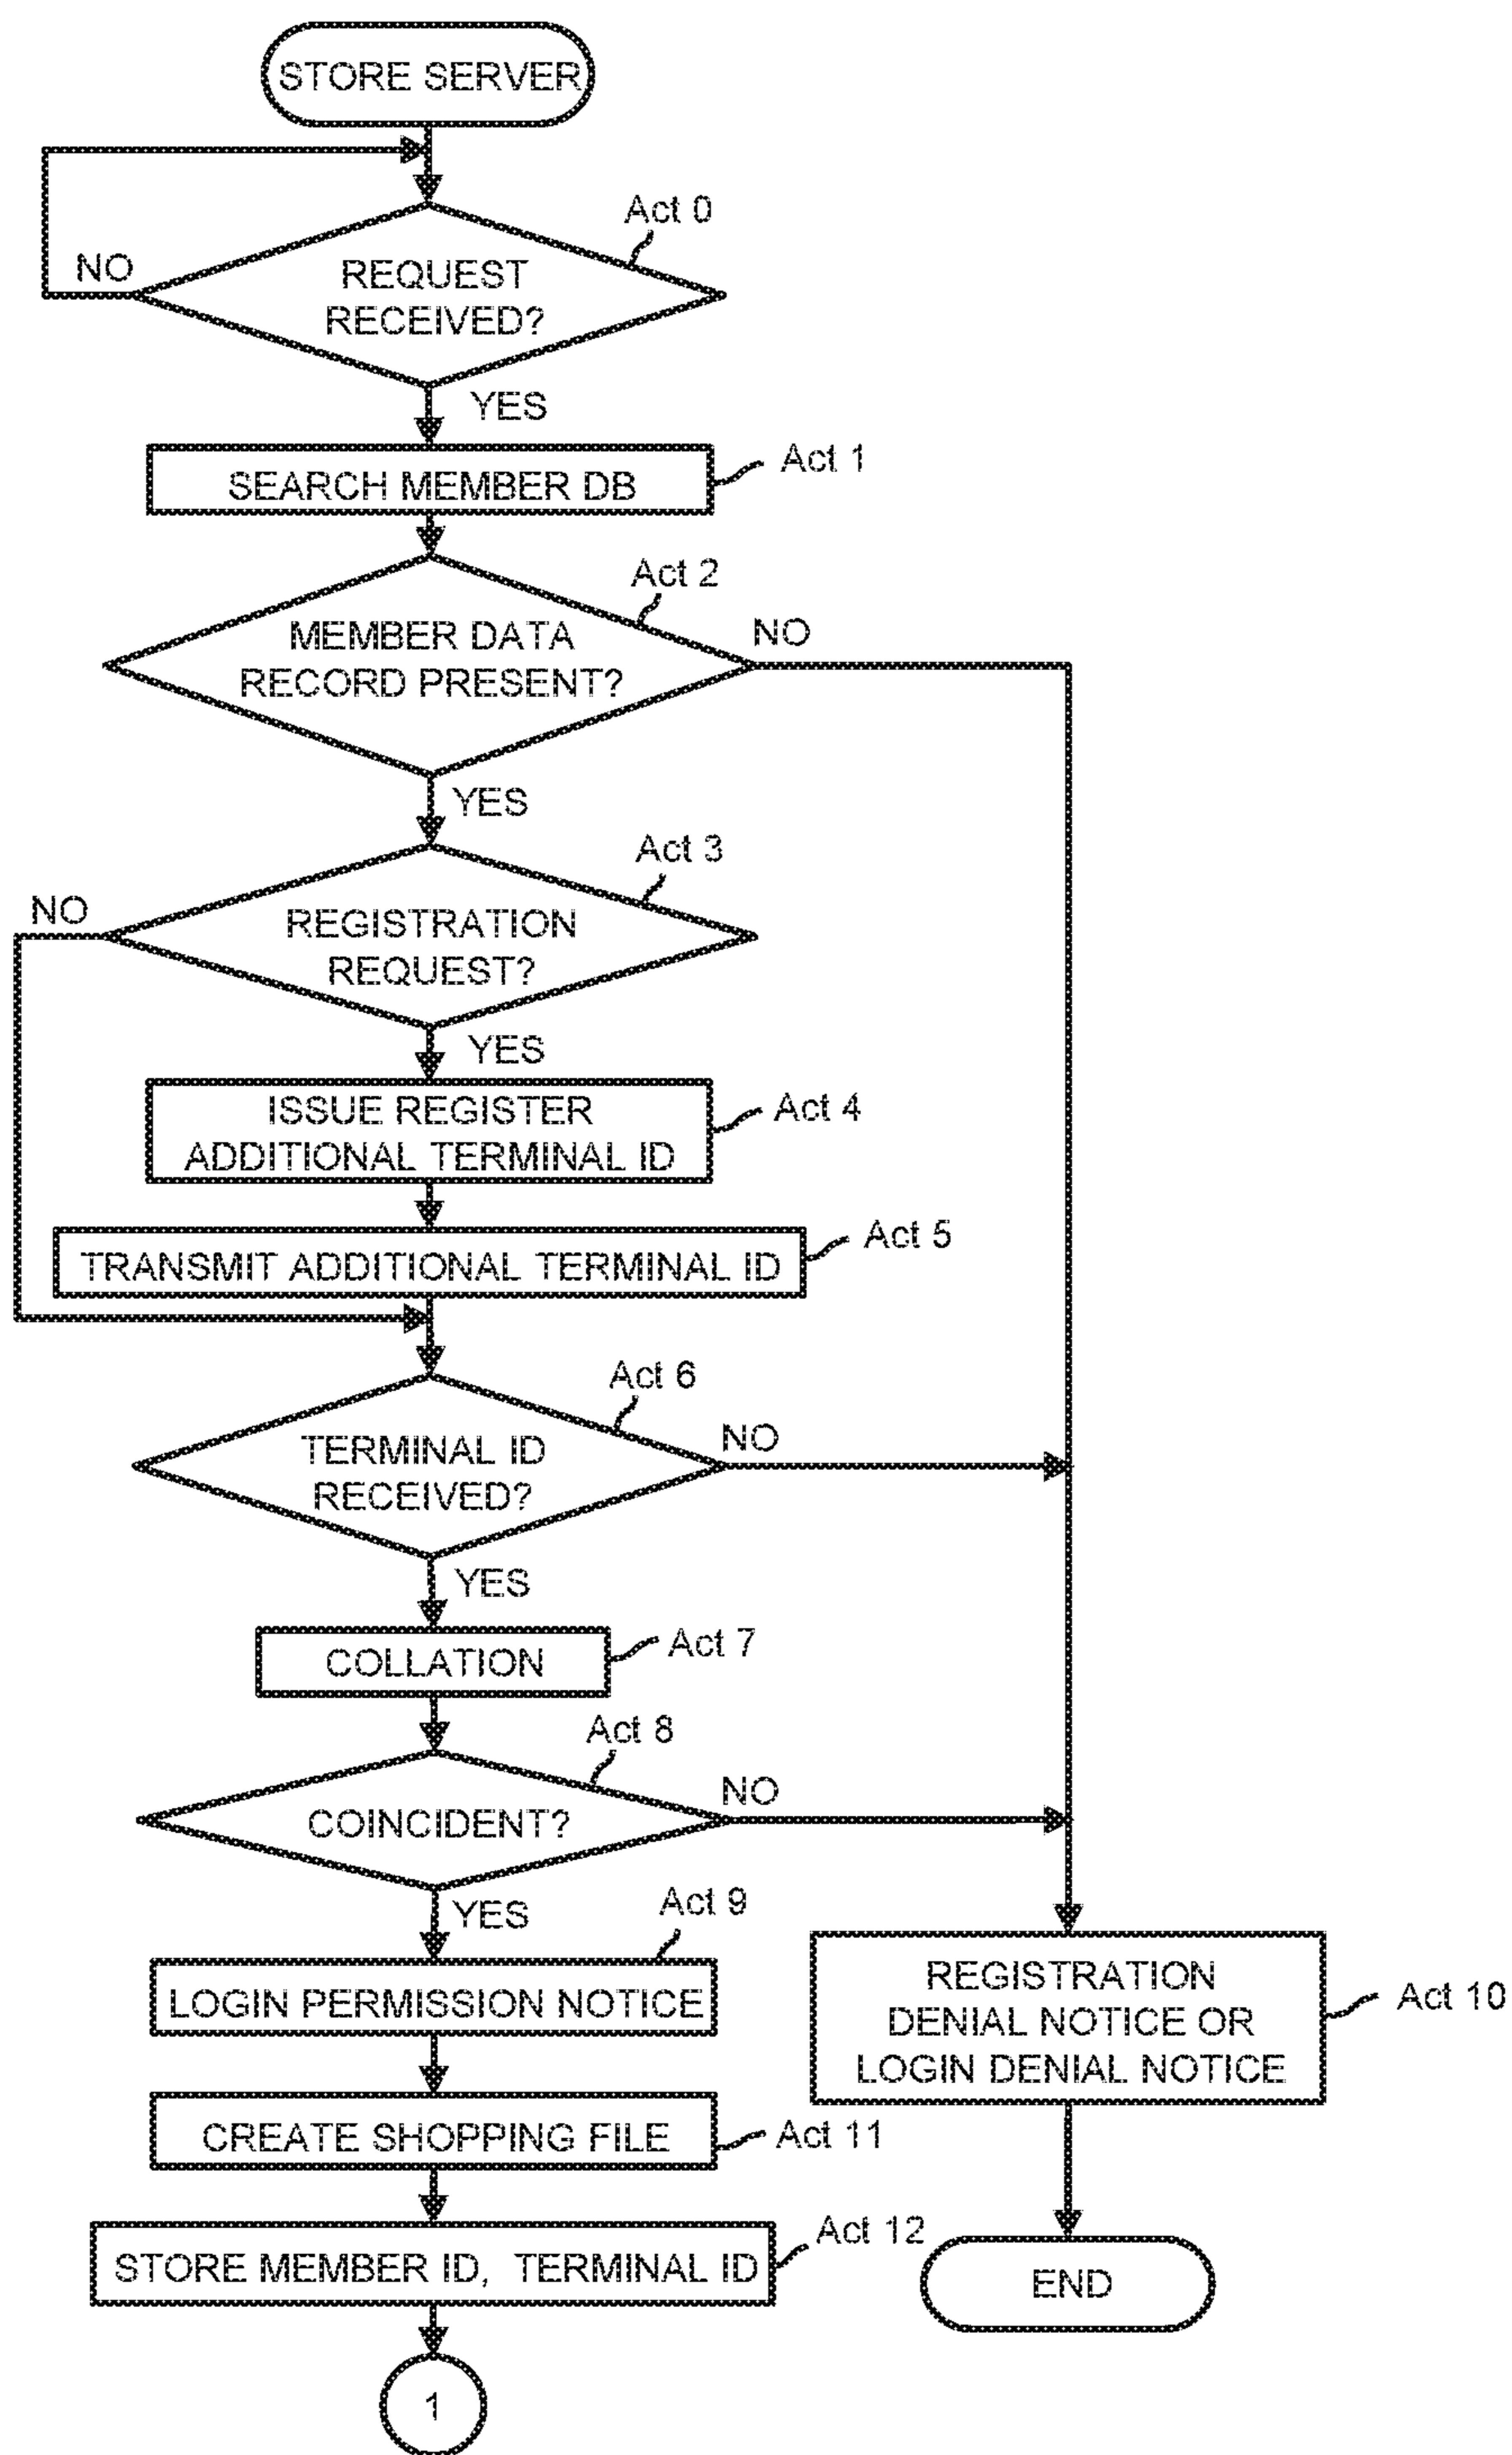 STORE SERVER
Act 0
NO
REQUEST
RECEIVED?
YES
Act 1
SEARCH MEMBER DB
Act 2
MEMBER DATA
RECORD PRESENT?
NO
YES
Act 3
NO
REGISTRATION
REQUEST?
YES
ISSUE REGISTER
ADDITIONAL TERMINAL ID
Act 4
TRANSMIT ADDITIONAL TERMINAL ID
Act 5
Act 6
TERMINAL ID
RECEIVED?
NO
YES
COLLATION
Act 7
Act 8
COINCIDENT?
NO
YES
Act 9
LOGIN PERMISSION NOTICE
REGISTRATION
DENIAL NOTICE OR
LOGIN DENIAL NOTICE
Act 10
CREATE SHOPPING FILE
Act 11
STORE MEMBER ID, TERMINAL ID
Act 12
END
1